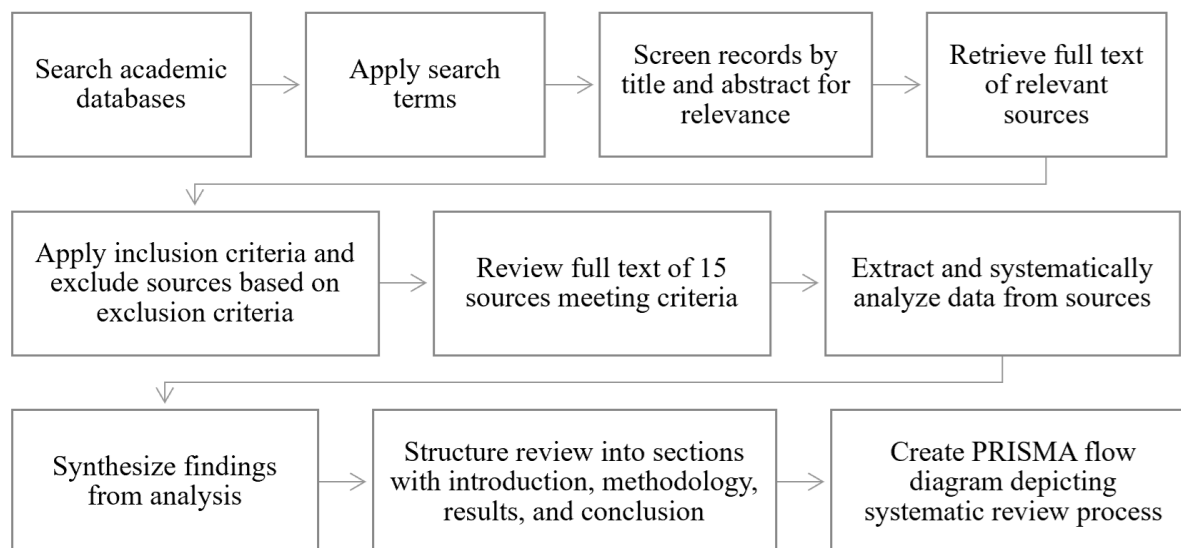 Search academic
databases
Apply search
terms
Screen records by
title and abstract for
relevance
Retrieve full text
of relevant
sources
Apply inclusion criteria and
exclude sources based on
exclusion criteria
Review full text of 15
sources meeting criteria
Extract and systematically
analyze data from sources
Synthesize findings
from analysis
Structure review into sections
with introduction, methodology,
results, and conclusion
Create PRISMA flow
diagram depicting
systematic review process